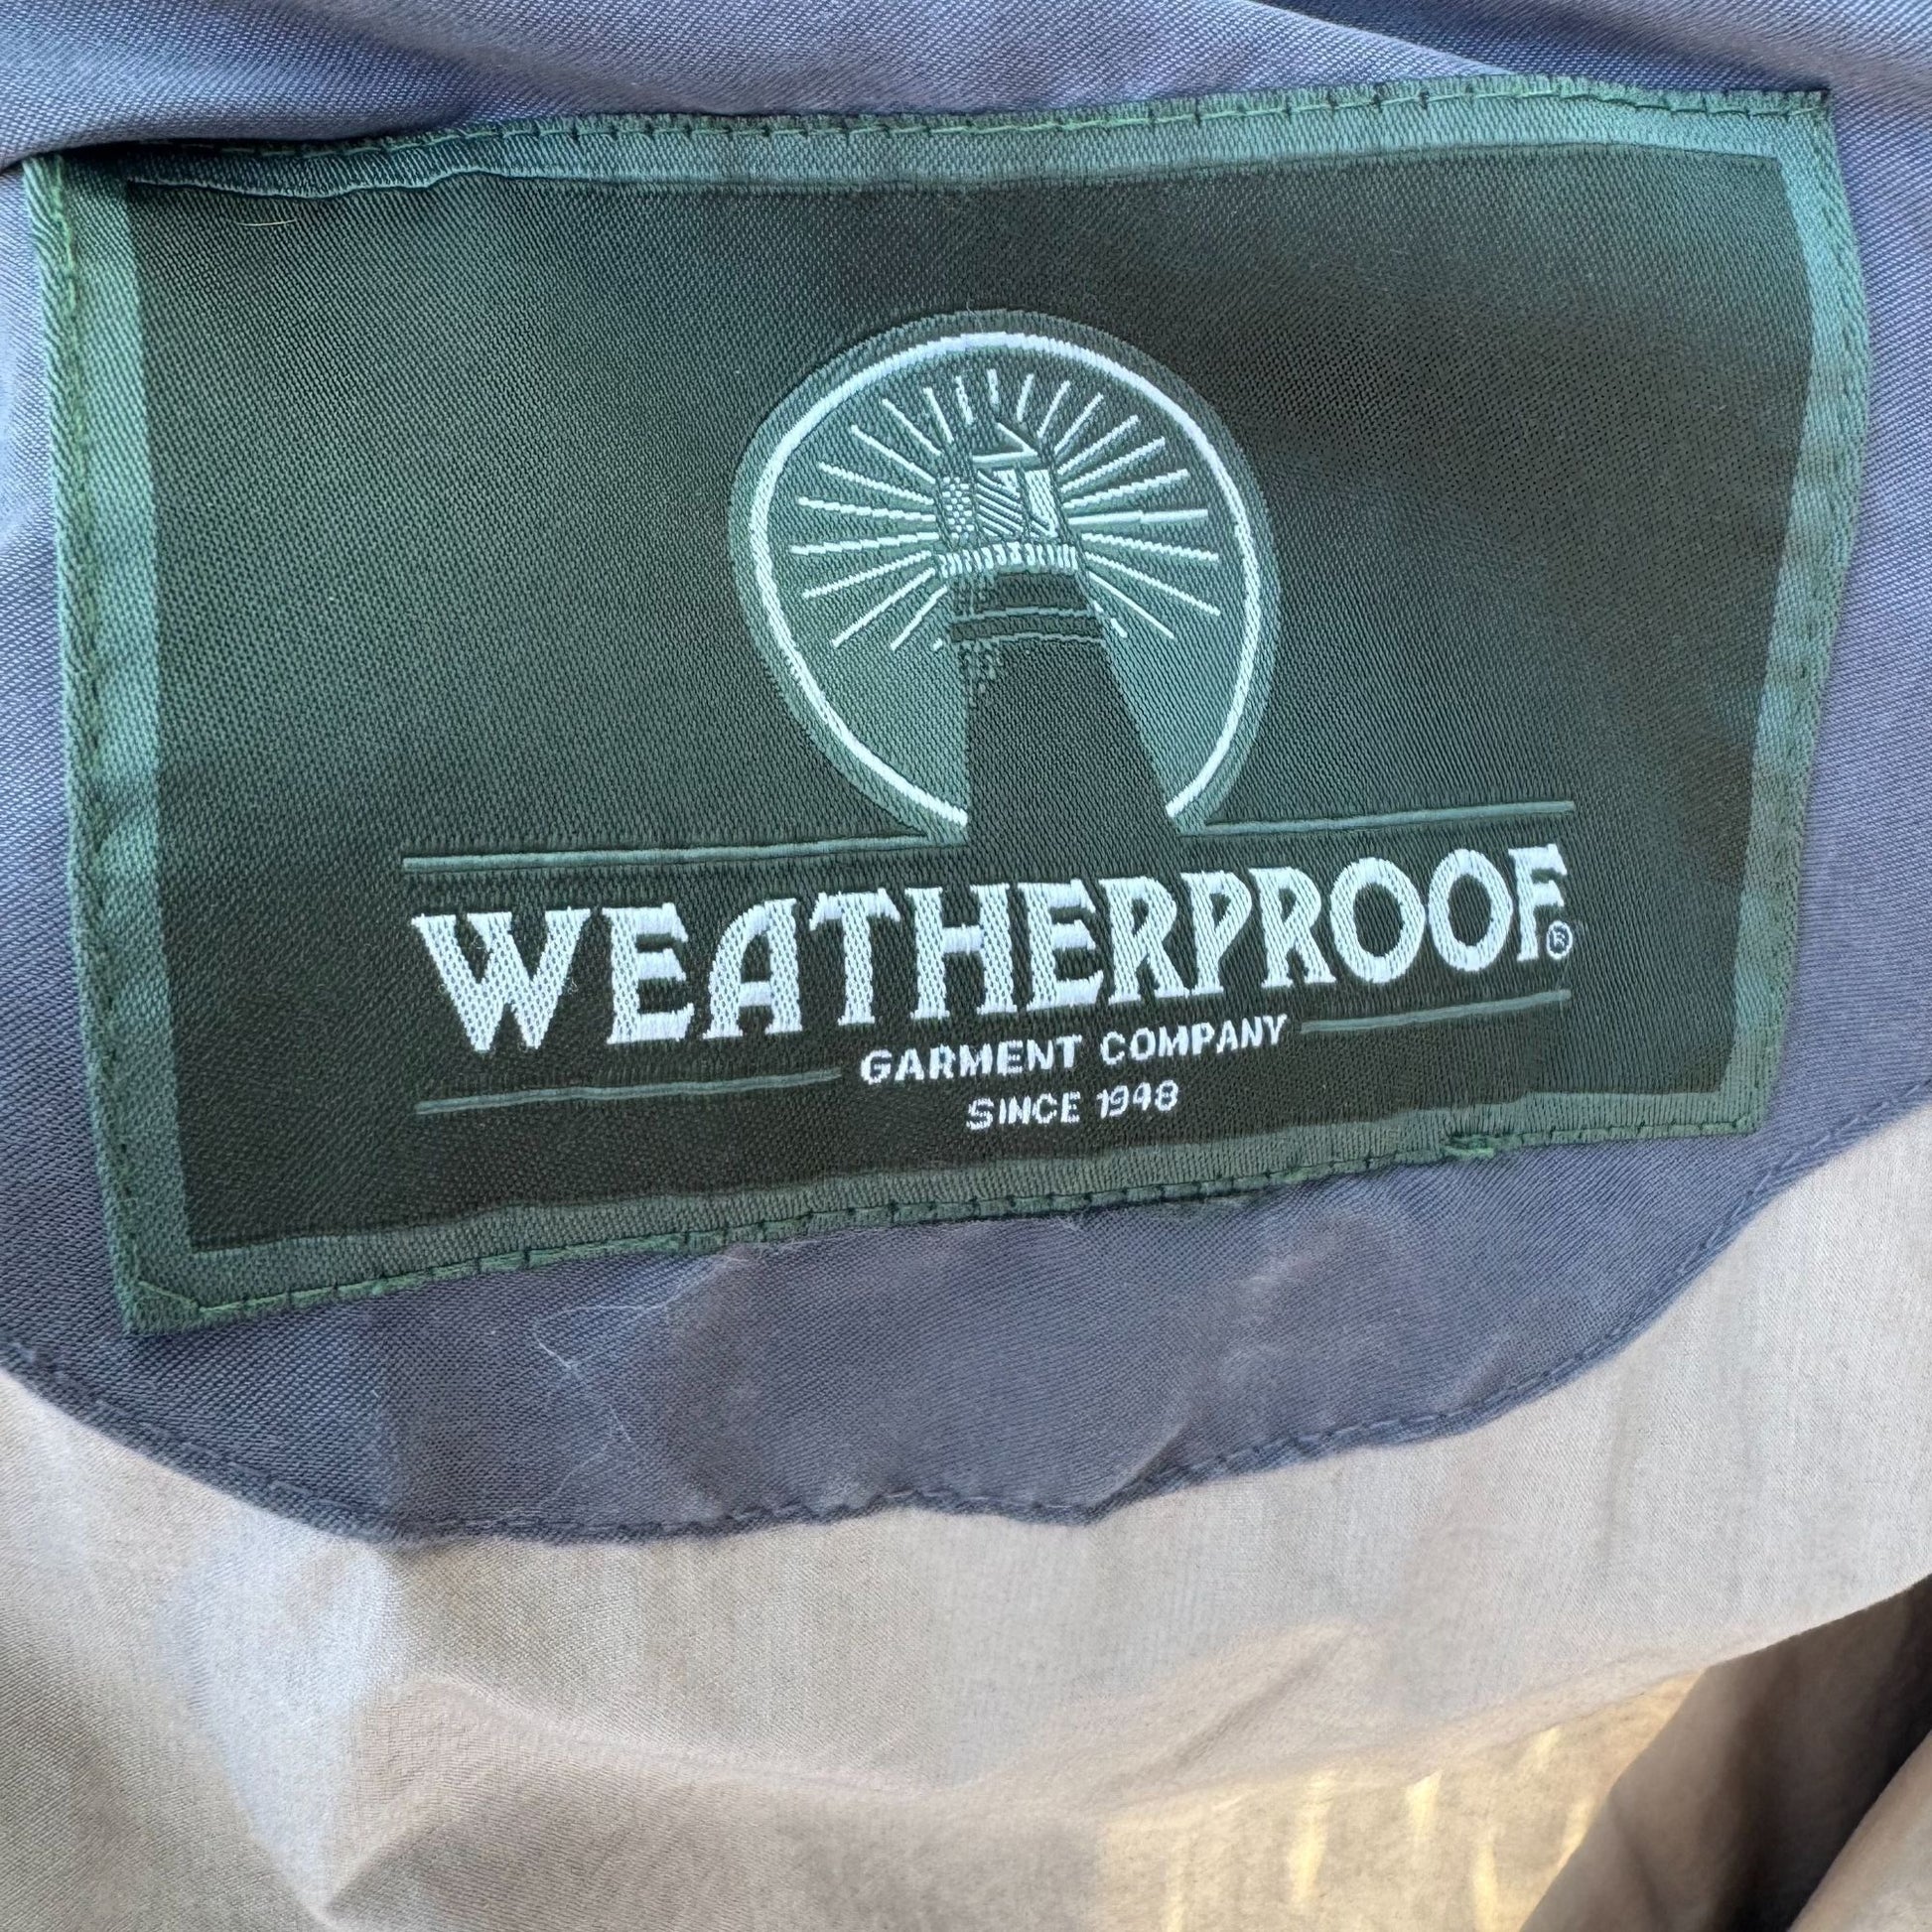 WEATHERPROOF®
GARMENT COMPANY
SINCE 1948